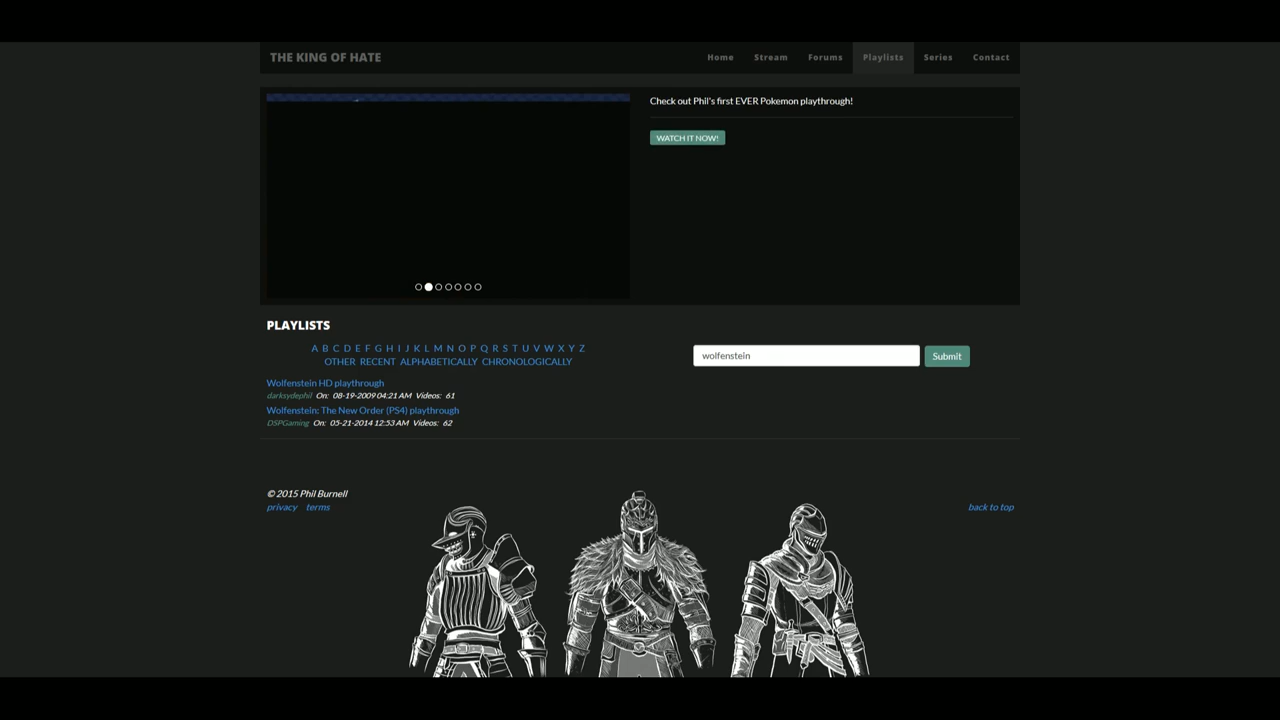 THE KING OF HATE
Home Stream Forums Playlists Series Contact
Check out Phil's first EVER Pokemon playthrough!
WATCH IT NOW!
PLAYLISTS
A B C D E F G H I J K L M N O P Q R S T U V W X Y Z
OTHER RECENT ALPHABETICALLY CHRONOLOGICALLY
wolfenstein
Submit
Wolfenstein HD playthrough
darksydephil On: 08-19-2009 04:21 AM Videos: 61
Wolfenstein: The New Order (PS4) playthrough
DSPGaming On: 05-21-2014 12:53 AM Videos: 62
© 2015 Phil Burnell
privacy terms
back to top